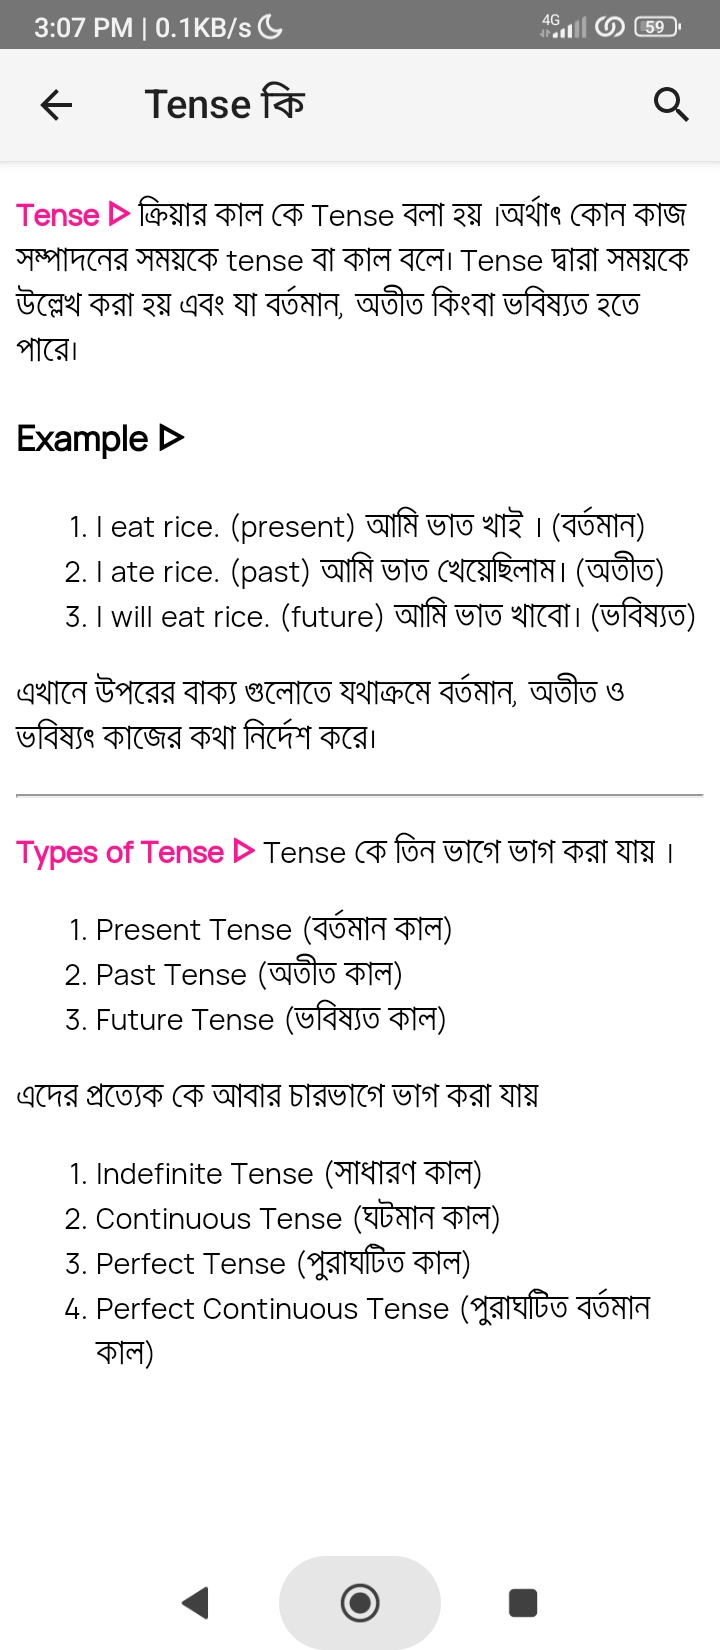 3:07 PM | 0.1KB/s
4G
59
Tense কি
Tense ᐅ ক্রিয়ার কাল কে Tense বলা হয় ।অর্থাৎ কোন কাজ
সম্পাদনের সময়কে tense বা কাল বলে। Tense দ্বারা সময়কে
উল্লেখ করা হয় এবং যা বর্তমান, অতীত কিংবা ভবিষ্যত হতে
পারে।
Example ᐅ
1. I eat rice. (present) আমি ভাত খাই । (বর্তমান)
2. I ate rice. (past) আমি ভাত খেয়েছিলাম। (অতীত)
3. I will eat rice. (future) আমি ভাত খাবো। (ভবিষ্যত)
এখানে উপরের বাক্য গুলোতে যথাক্রমে বর্তমান, অতীত ও
ভবিষ্যৎ কাজের কথা নির্দেশ করে।
Types of Tense ᐅ Tense কে তিন ভাগে ভাগ করা যায় ।
1. Present Tense (বর্তমান কাল)
2. Past Tense (অতীত কাল)
3. Future Tense (ভবিষ্যত কাল)
এদের প্রত্যেক কে আবার চারভাগে ভাগ করা যায়
1. Indefinite Tense (সাধারণ কাল)
2. Continuous Tense (ঘটমান কাল)
3. Perfect Tense (পুরাঘটিত কাল)
4. Perfect Continuous Tense (পুরাঘটিত বর্তমান
কাল)